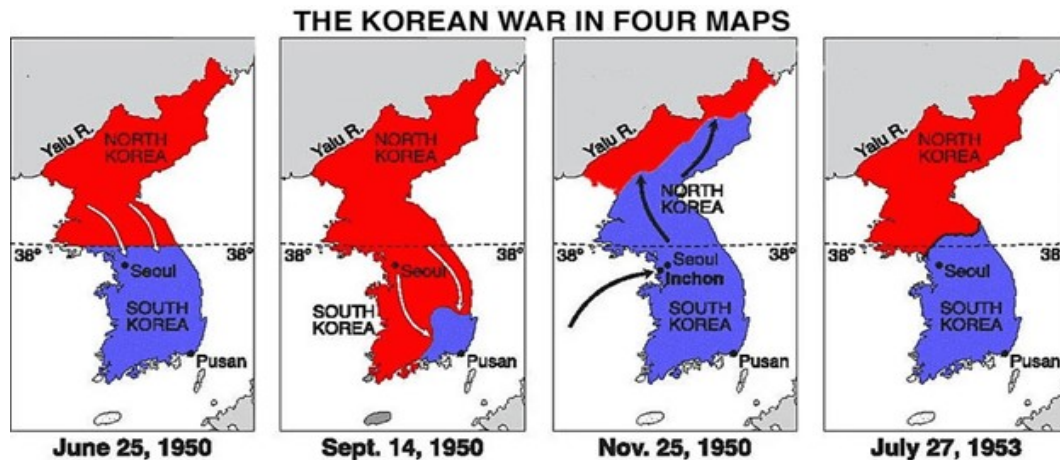 THE KOREAN WAR IN FOUR MAPS
Yalu R.
NORTH
KOREA
38°
Seoul
SOUTH
KOREA
Pusan
June 25, 1950
Yalu R.
NORTH
KOREA
38°
Seoul
SOUTH
KOREA
Pusan
Sept. 14, 1950
Yalu R.
NORTH
KOREA
38°
Seoul
Inchon
SOUTH
KOREA
Pusan
Nov. 25, 1950
Yalu R.
NORTH
KOREA
38°
38°
Seoul
SOUTH
KOREA
Pusan
July 27, 1953